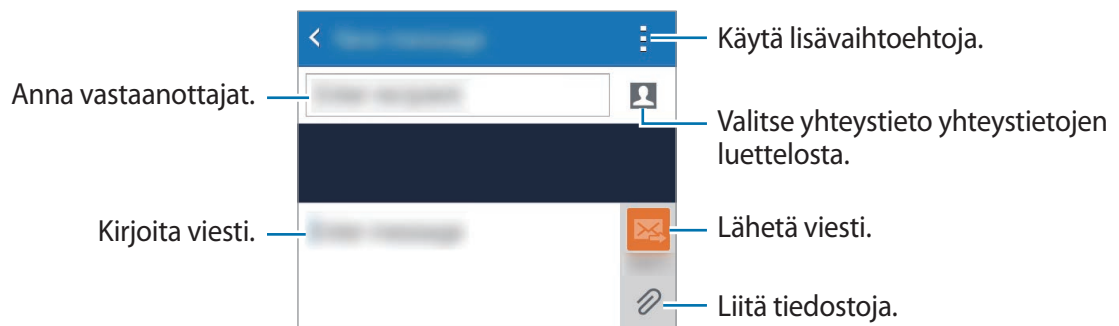 Käytä lisävaihtoehtoja.
Anna vastaanottajat.
Valitse yhteystieto yhteystietojen
luettelosta.
Kirjoita viesti.
Lähetä viesti.
Liitä tiedostoja.